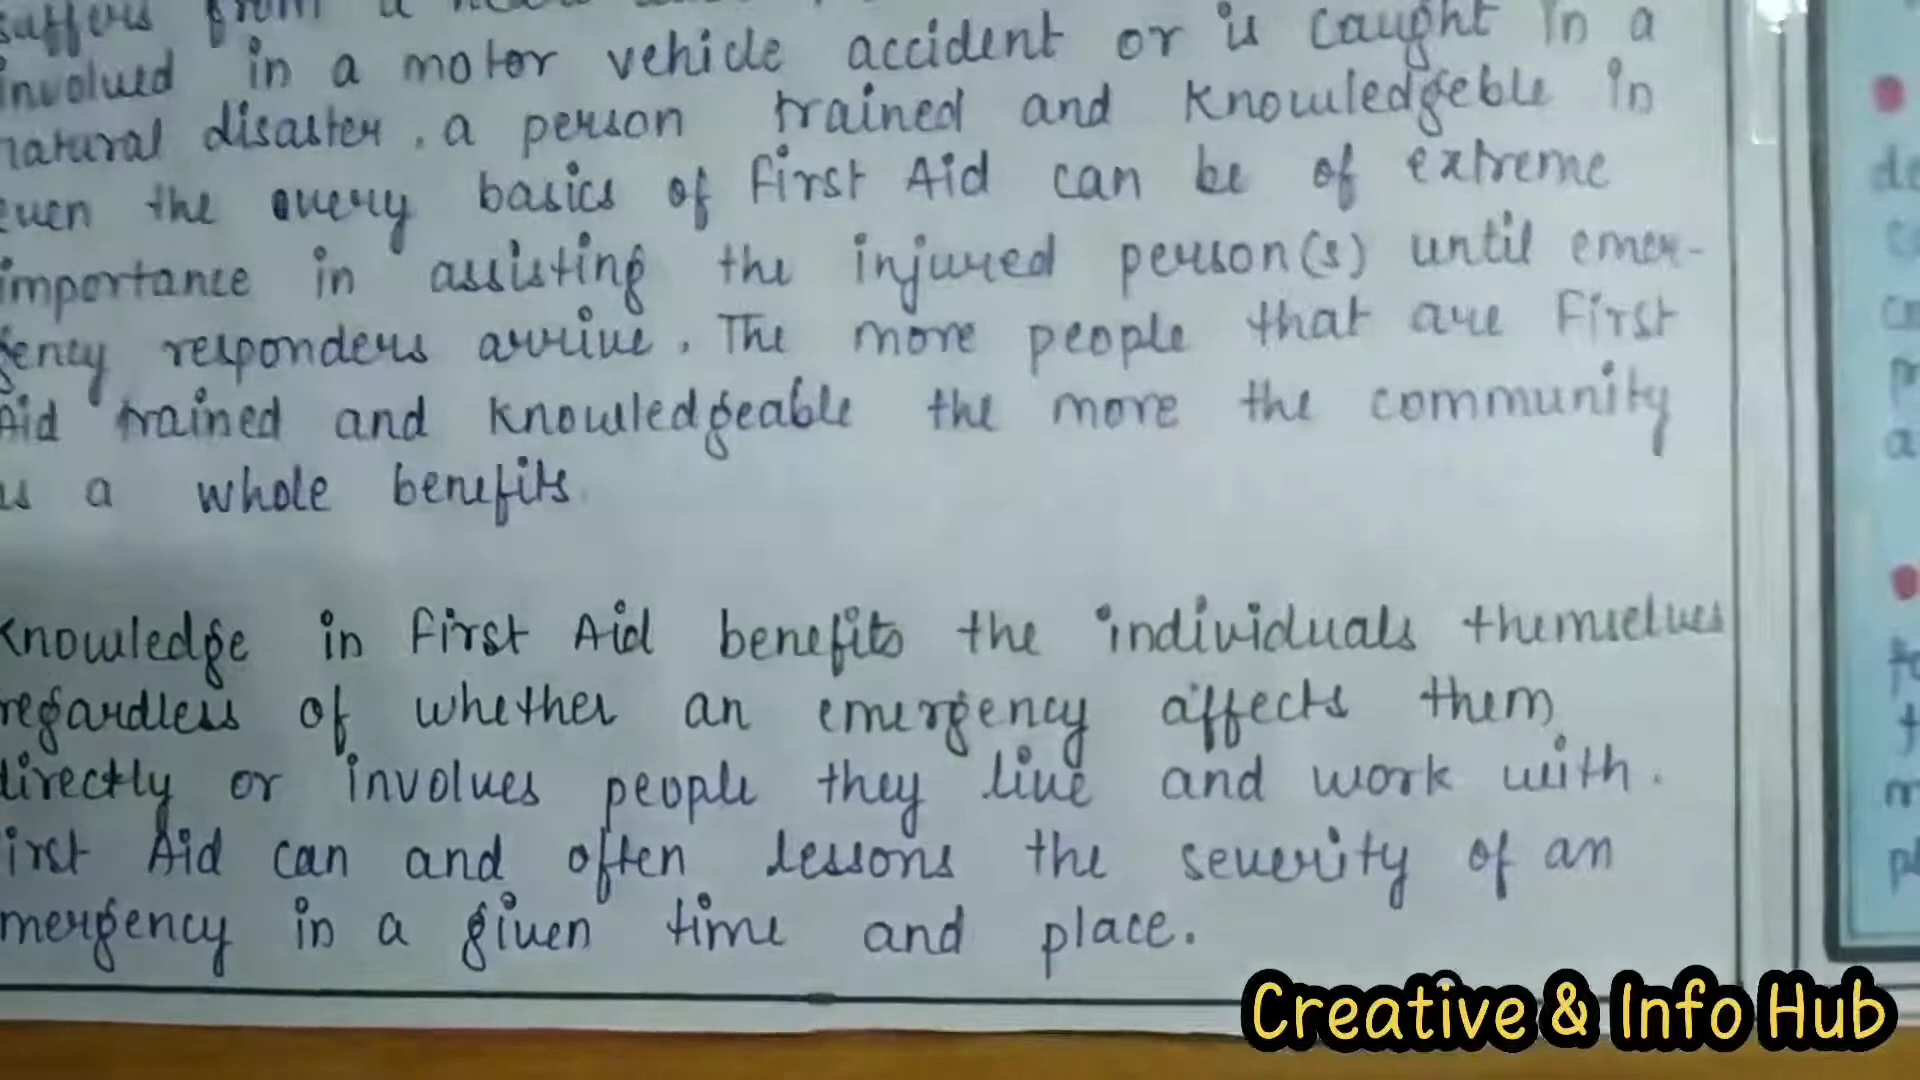 suffers from a
involved in a motor vehicle accident or is caught in a
natural disaster, a person trained and knowledgeble in
even the every basics of First Aid can be of extreme
importance in assisting the injured person(s) until emer-
gency responders arrive. The more people that are First
Aid trained and knowledgeable the more the community
as a whole benefits.
Knowledge in First Aid benefits the individuals themselves
regardless of whether an emergency affects them
directly or involves people they live and work with.
First Aid can and often lessons the severity of an
emergency in a given time and place.
Creative & Info Hub